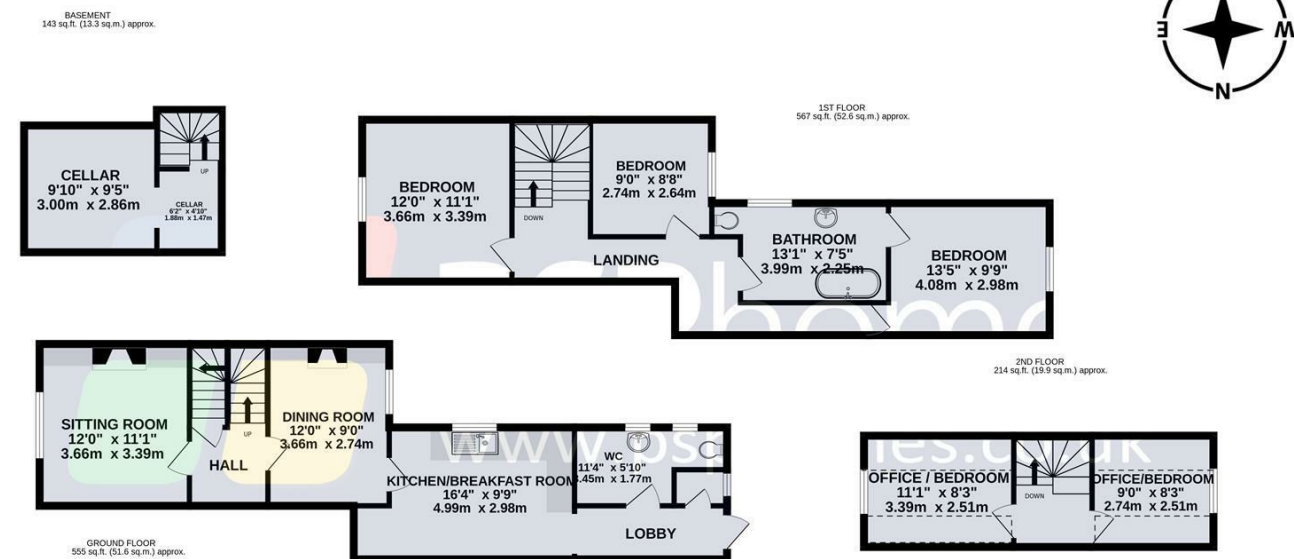 BASEMENT
143 sq.ft. (13.3 sq.m.) approx.
E
W
N
1ST FLOOR
567 sq.ft. (52.6 sq.m.) approx.
CELLAR
9'10" x 9'5"
3.00m x 2.86m
UP
CELLAR
6'2" x 4'10"
1.88m x 1.47m
BEDROOM
12'0" x 11'1"
3.66m x 3.39m
DOWN
BEDROOM
9'0" x 8'8"
2.74m x 2.64m
LANDING
BATHROOM
13'1" x 7'5"
3.99m x 2.25m
BEDROOM
13'5" x 9'9"
4.08m x 2.98m
2ND FLOOR
214 sq.ft. (19.9 sq.m.) approx.
SITTING ROOM
12'0" x 11'1"
3.66m x 3.39m
HALL
UP
DINING ROOM
12'0" x 9'0"
3.66m x 2.74m
KITCHEN/BREAKFAST ROOM
16'4" x 9'9"
4.99m x 2.98m
WC
11'4" x 5'10"
3.45m x 1.77m
LOBBY
OFFICE / BEDROOM
11'1" x 8'3"
3.39m x 2.51m
DOWN
OFFICE/BEDROOM
9'0" x 8'3"
2.74m x 2.51m
GROUND FLOOR
555 sq.ft. (51.6 sq.m.) approx.